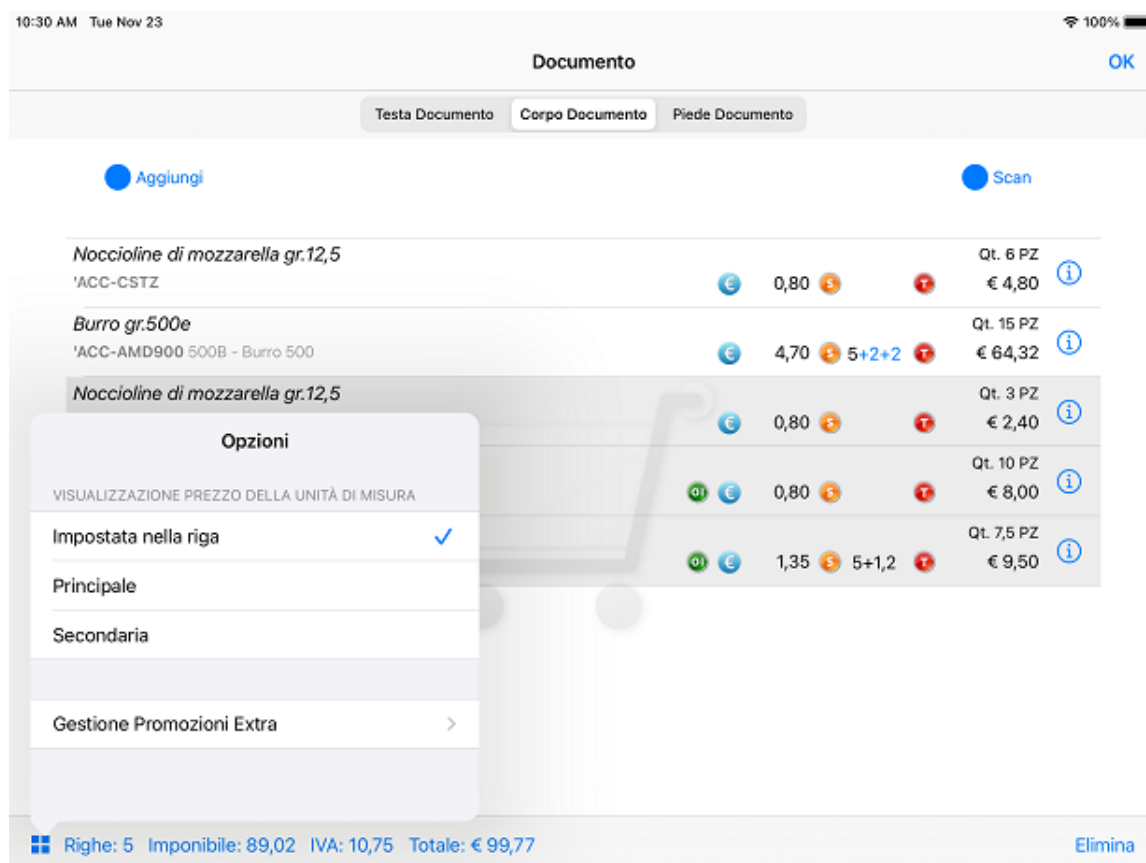 10:30 AM Tue Nov 23 100%
Documento OK
Testa Documento Corpo Documento Piede Documento
Aggiungi Scan
Noccioline di mozzarella gr.12,5 Qt. 6 PZ
'ACC-CSTZ € 0,80 S T € 4,80
Burro gr.500e Qt. 15 PZ
'ACC-AMD900 500B - Burro 500 € 4,70 S 5+2+2 T € 64,32
Noccioline di mozzarella gr.12,5 Qt. 3 PZ
€ 0,80 S T € 2,40
Qt. 10 PZ
OI € 0,80 S T € 8,00
Qt. 7,5 PZ
OI € 1,35 S 5+1,2 T € 9,50
Opzioni
VISUALIZZAZIONE PREZZO DELLA UNITÀ DI MISURA
Impostata nella riga
Principale
Secondaria
Gestione Promozioni Extra
Righe: 5 Imponibile: 89,02 IVA: 10,75 Totale: € 99,77 Elimina